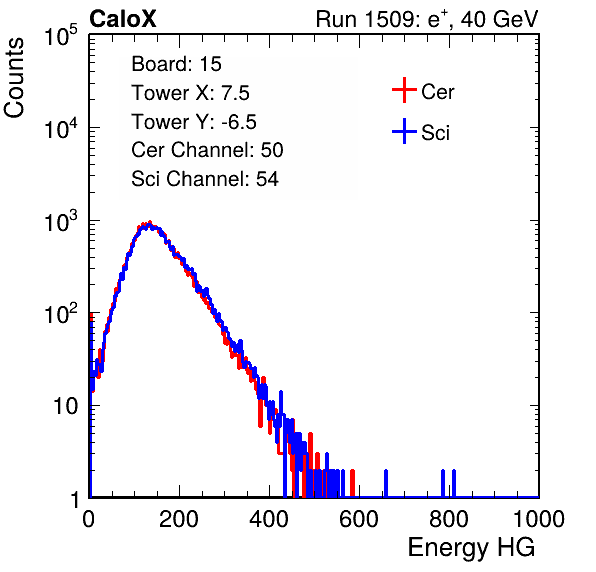 CaloX Run 1509: e⁺, 40 GeV
Counts
Board: 15
Tower X: 7.5
Tower Y: -6.5
Cer Channel: 50
Sci Channel: 54
Cer
Sci
10⁵
10⁴
10³
10²
10
1
0 200 400 600 800 1000
Energy HG